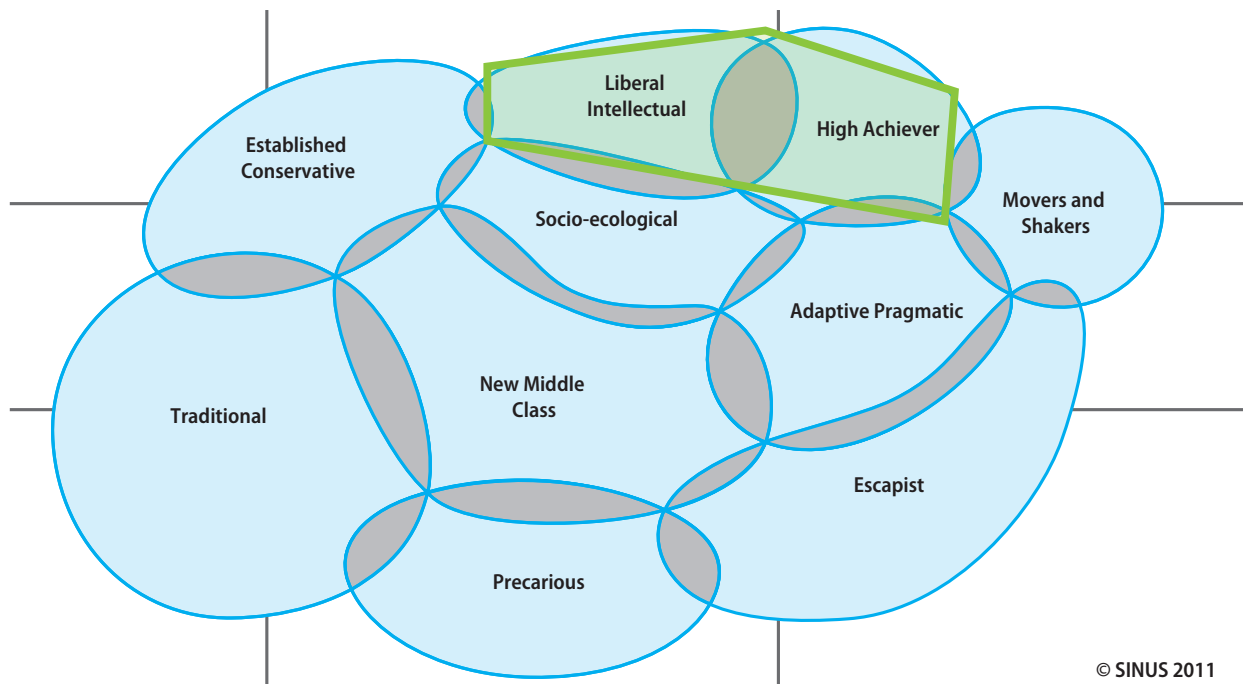 Liberal
Intellectual
High Achiever
Established
Conservative
Movers and
Shakers
Socio-ecological
Adaptive Pragmatic
New Middle
Class
Traditional
Escapist
Precarious
© SINUS 2011